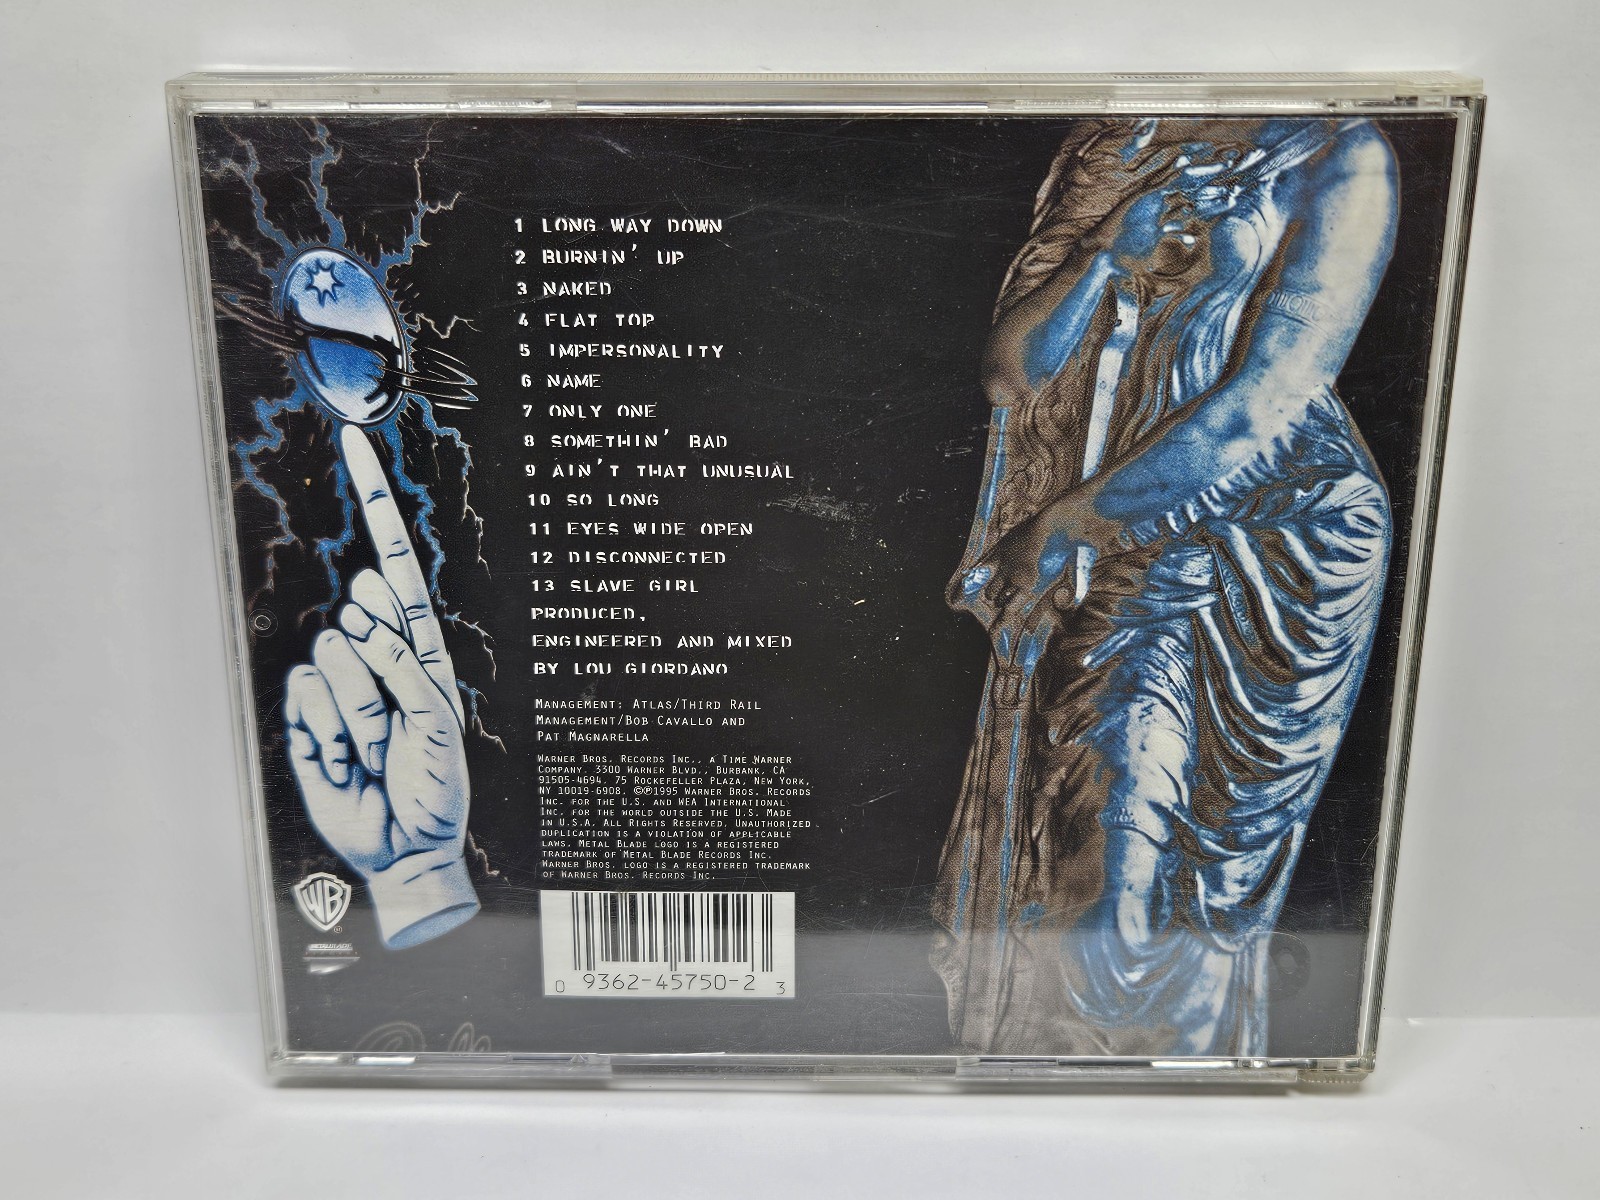 1 LONG WAY DOWN
2 BURNIN' UP
3 NAKED
4 FLAT TOP
5 IMPERSONALITY
6 NAME
7 ONLY ONE
8 SOMETHIN' BAD
9 AIN'T THAT UNUSUAL
10 SO LONG
11 EYES WIDE OPEN
12 DISCONNECTED
13 SLAVE GIRL
PRODUCED,
ENGINEERED AND MIXED
BY LOU GIORDANO
MANAGEMENT: ATLAS/THIRD RAIL
MANAGEMENT/BOB CAVALLO AND
PAT MAGNARELLA
WARNER BROS. RECORDS INC., A TIME WARNER
COMPANY. 3300 WARNER BLVD., BURBANK, CA
91505-4694. 75 ROCKEFELLER PLAZA, NEW YORK,
NY 10019-6908. ©℗1995 WARNER BROS. RECORDS
INC. FOR THE U.S. AND WEA INTERNATIONAL
INC. FOR THE WORLD OUTSIDE THE U.S. MADE
IN U.S.A. ALL RIGHTS RESERVED. UNAUTHORIZED
DUPLICATION IS A VIOLATION OF APPLICABLE
LAWS. METAL BLADE LOGO IS A REGISTERED
TRADEMARK OF METAL BLADE RECORDS INC.
WARNER BROS. LOGO IS A REGISTERED TRADEMARK
OF WARNER BROS. RECORDS INC.
WB ®
0 9362-45750-2 3